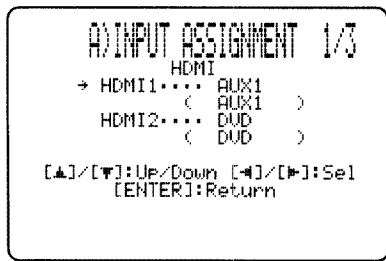 A)INPUT ASSIGNMENT 1/3
HDMI
→ HDMI1···· AUX1
( AUX1 )
HDMI2···· DVD
( DVD )
[▲]/[▼]:Up/Down [◄]/[►]:Sel
[ENTER]:Return